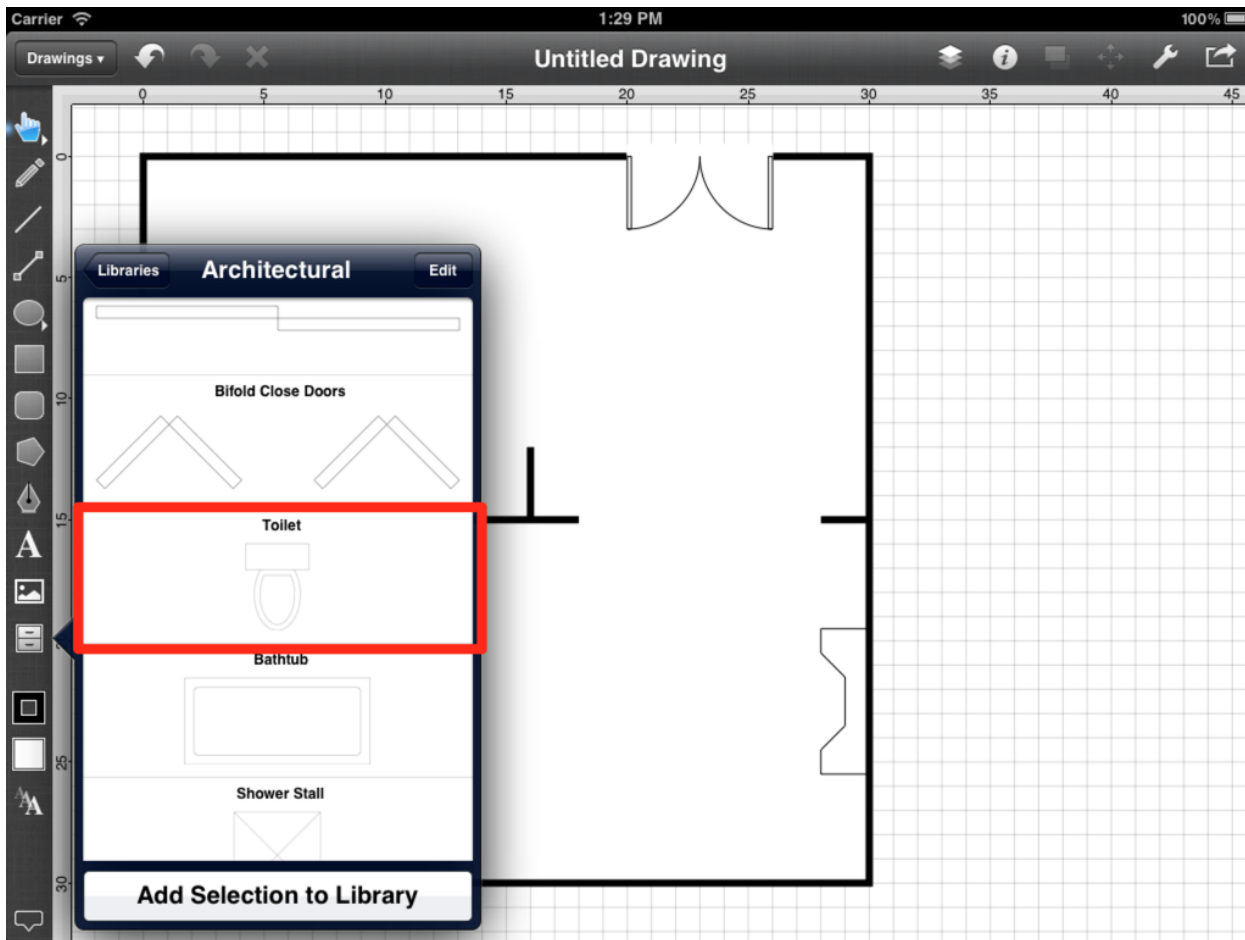 Carrier 1:29 PM 100%
Drawings ▾ Untitled Drawing
0 5 10 15 20 25 30 35 40 45
0
5
10
15
25
30
A
AAA
Libraries Architectural Edit
Bifold Close Doors
Toilet
Bathtub
Shower Stall
Add Selection to Library